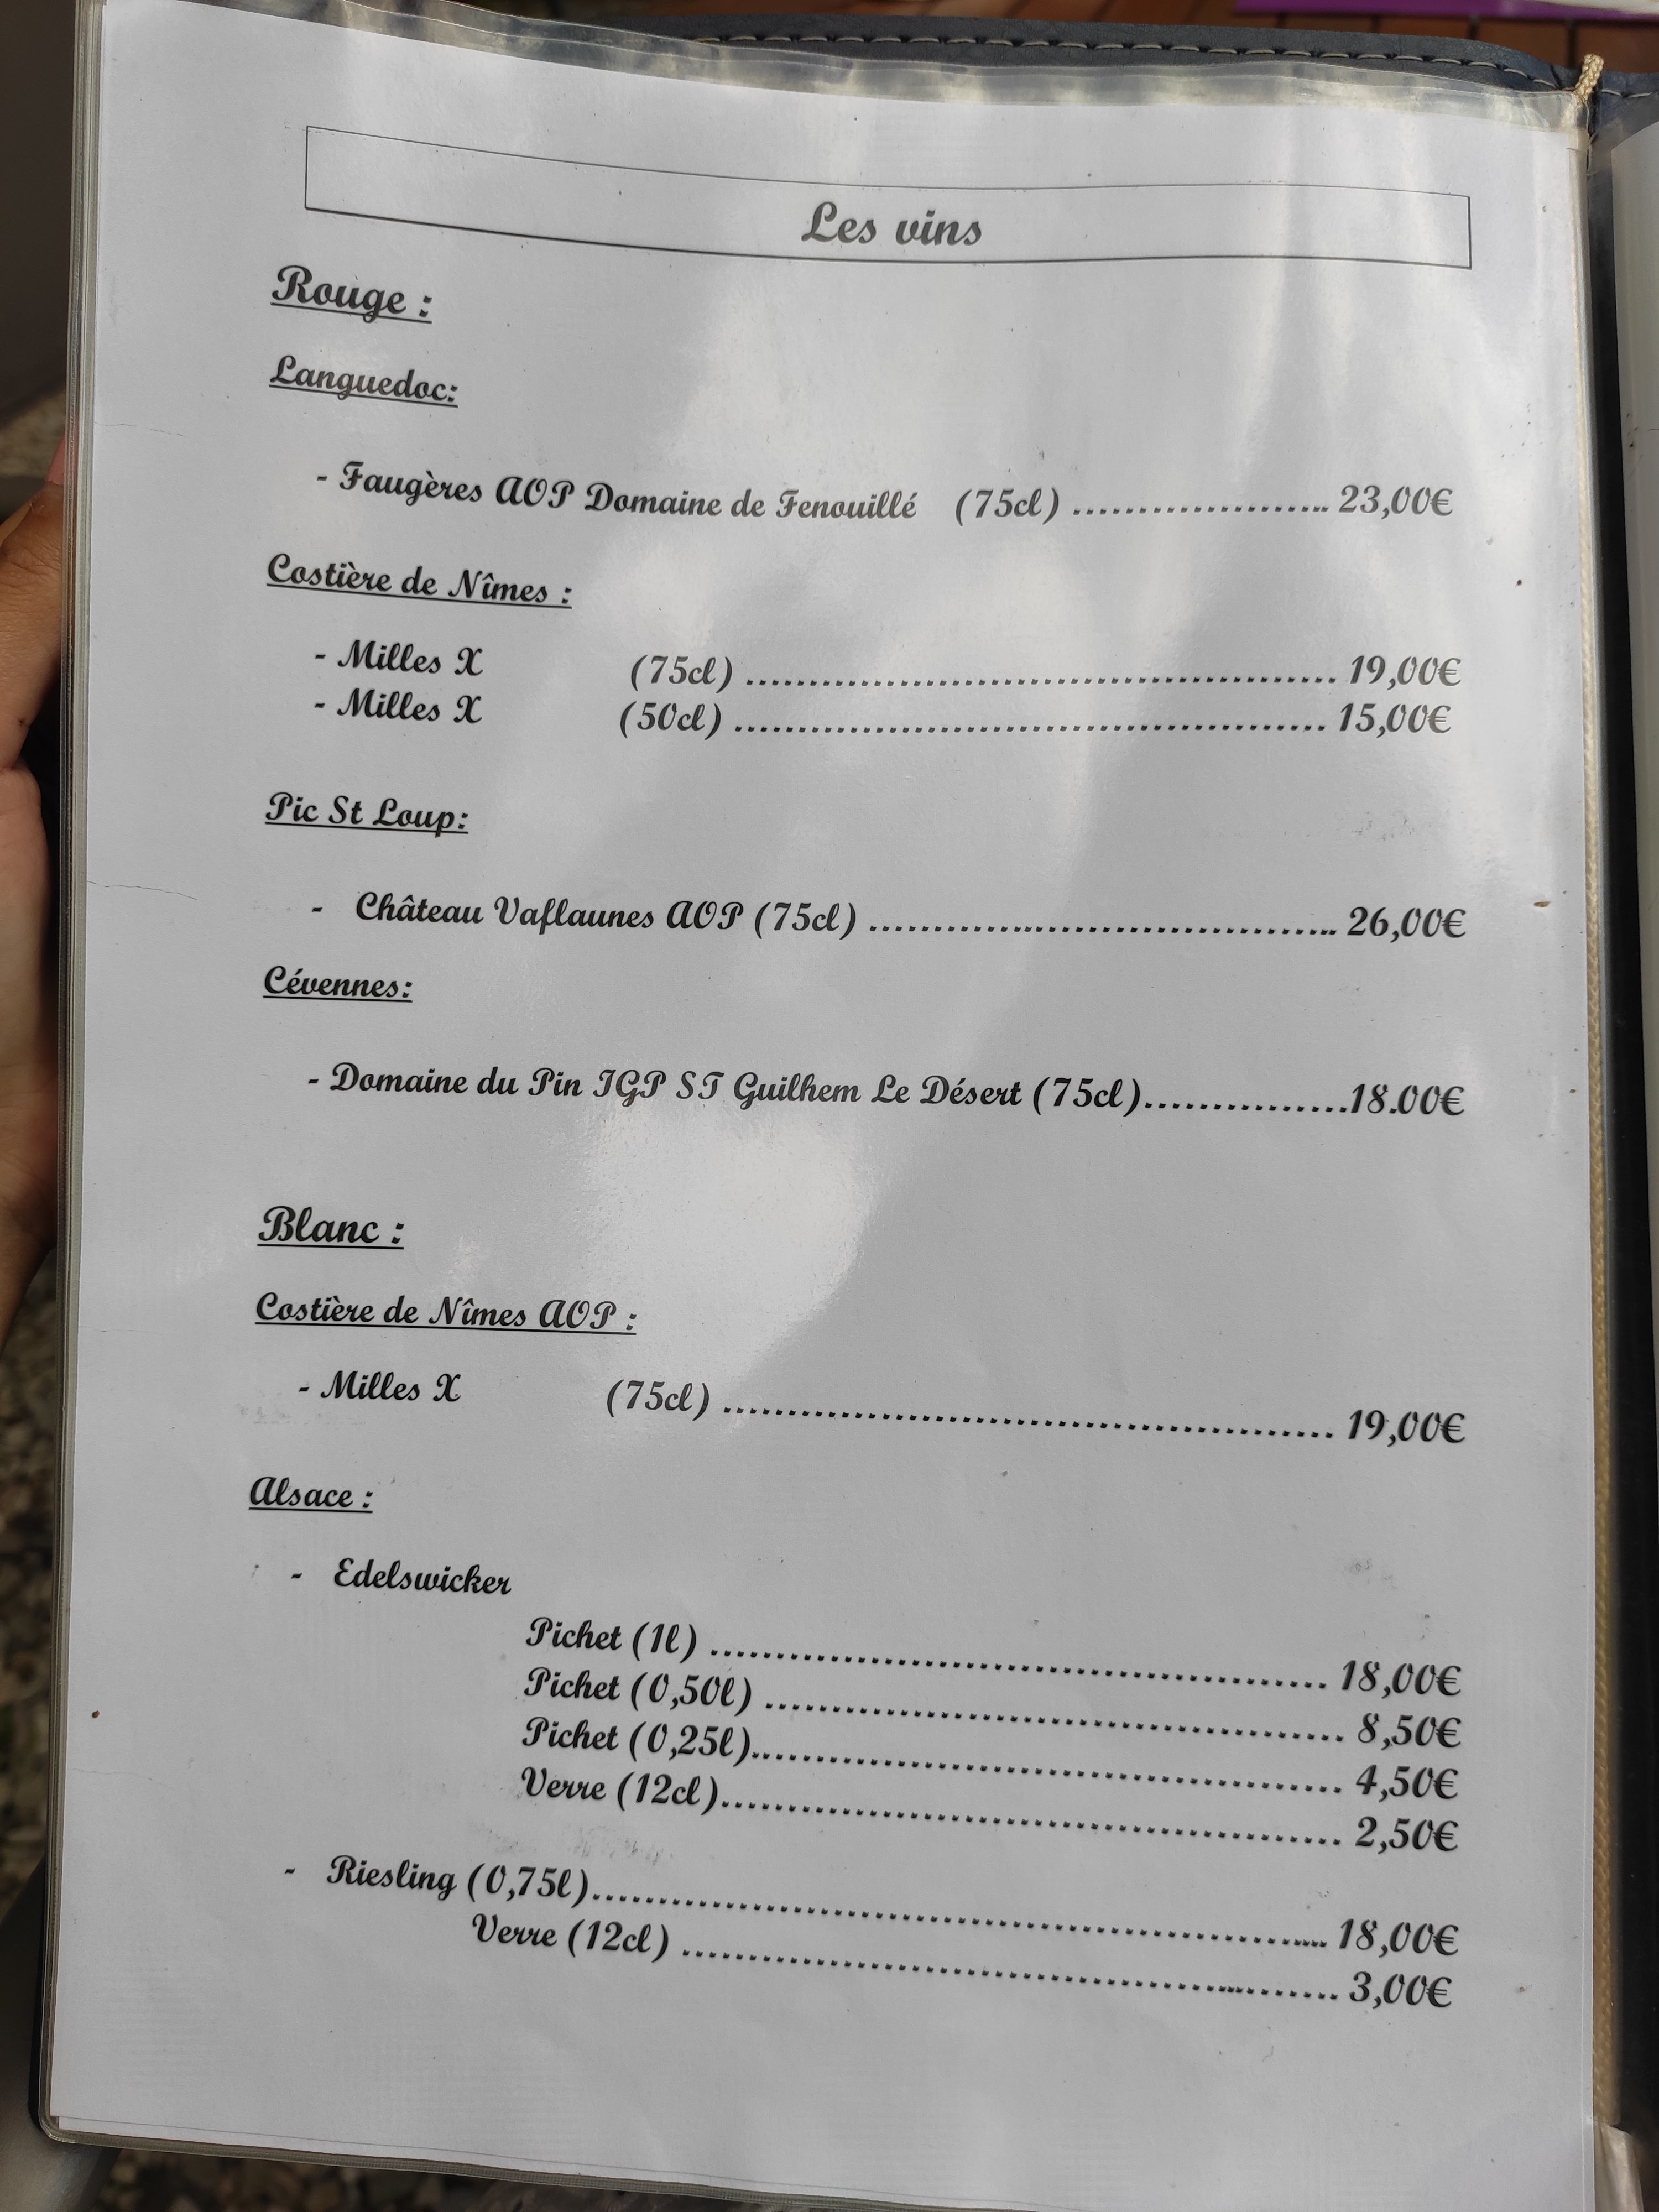 Les vins
Rouge :
Languedoc:
- Faugères AOP Domaine de Fenouillé (75cl) ...................... 23,00€
Costière de Nîmes :
- Milles X (75cl) ............................................... 19,00€
- Milles X (50cl) ............................................... 15,00€
Pic St Loup:
- Château Vaflaunes AOP (75cl) ...................................... 26,00€
Cévennes:
- Domaine du Pin IGP ST Guilhem Le Désert (75cl)................18.00€
Blanc :
Costière de Nîmes AOP :
- Milles X (75cl) ................................................ 19,00€
Alsace :
- Edelswicker
Pichet (1l) ................................................ 18,00€
Pichet (0,50l) ............................................. 8,50€
Pichet (0,25l)............................................... 4,50€
Verre (12cl)................................................ 2,50€
- Riesling (0,75l)............................................................ 18,00€
Verre (12cl) ..................................................... 3,00€